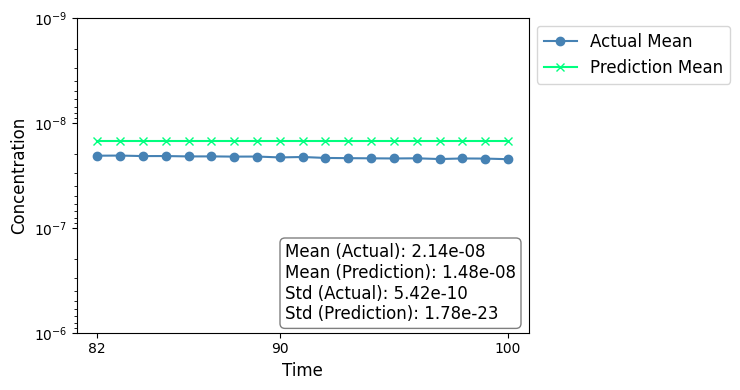 10⁻⁹
10⁻⁸
10⁻⁷
10⁻⁶
Concentration
82
90
100
Time
Actual Mean
Prediction Mean
Mean (Actual): 2.14e-08
Mean (Prediction): 1.48e-08
Std (Actual): 5.42e-10
Std (Prediction): 1.78e-23